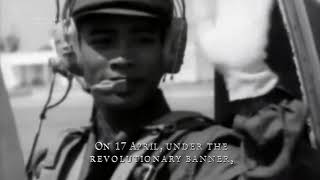 On 17 April, under the
revolutionary banner,